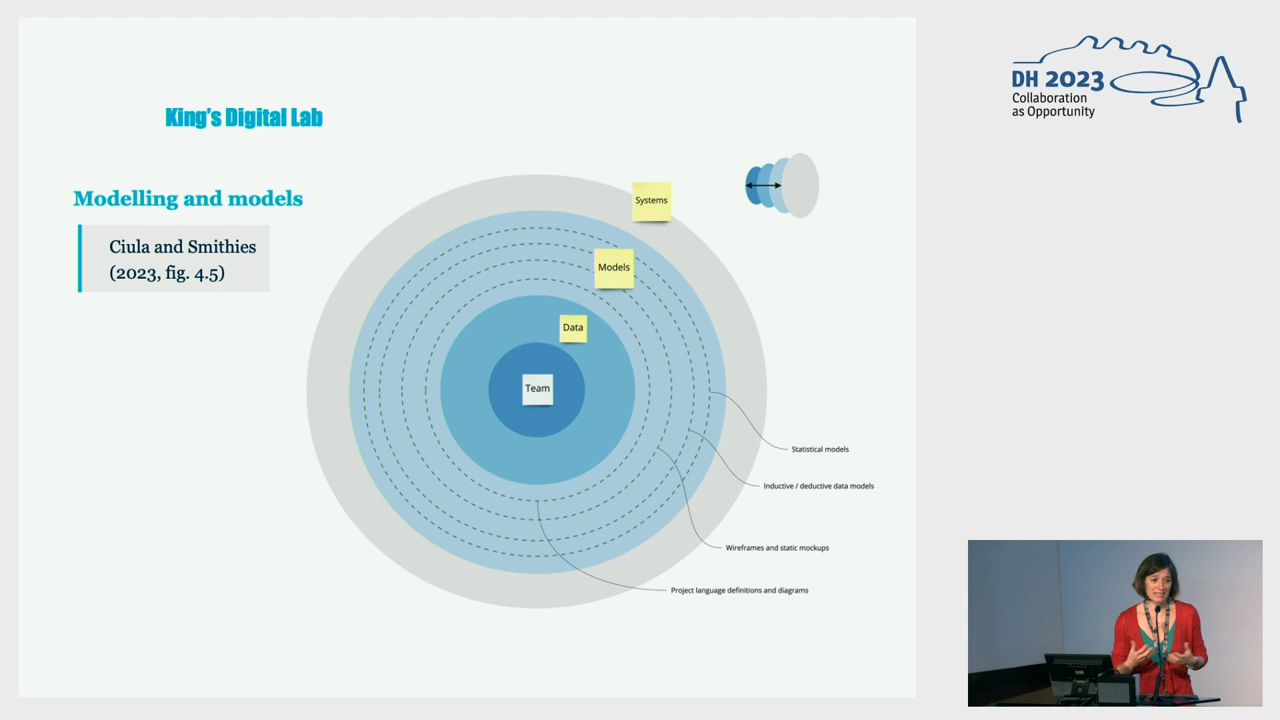 King's Digital Lab
Modelling and models
Ciula and Smithies
(2023, fig. 4.5)
Systems
Models
Data
Team
Statistical models
Inductive / deductive data models
Wireframes and static mockups
Project language definitions and diagrams
DH 2023
Collaboration
as Opportunity